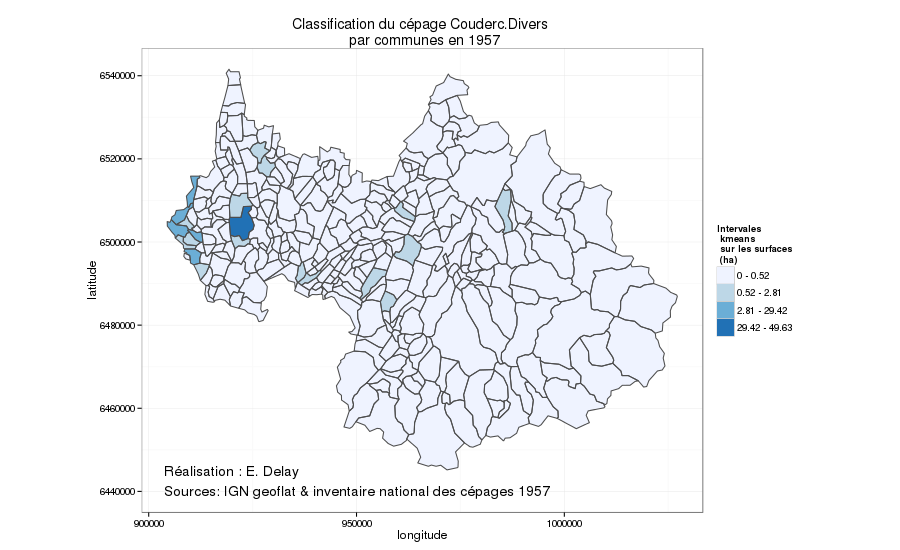 Classification du cépage Couderc.Divers
par communes en 1957
6540000
6520000
6500000
6480000
6460000
6440000
latitude
900000
950000
1000000
longitude
Réalisation : E. Delay
Sources: IGN geoflat & inventaire national des cépages 1957
Intervales
kmeans
sur les surfaces
(ha)
0 - 0.52
0.52 - 2.81
2.81 - 29.42
29.42 - 49.63